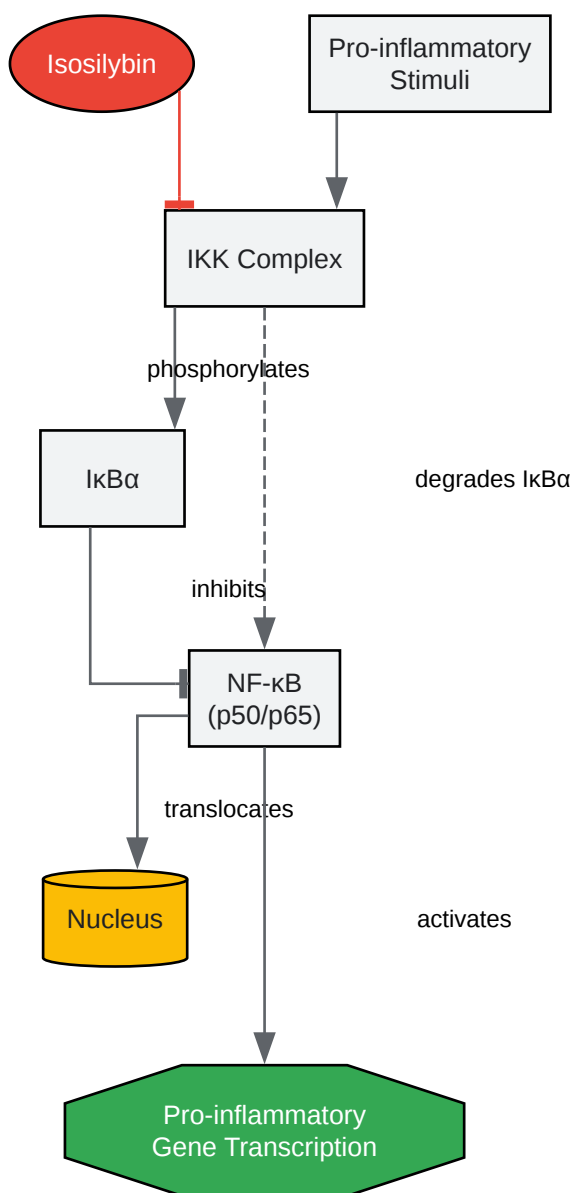 Isosilybin
Pro-inflammatory
Stimuli
IKK Complex
phosphorylates
IκBα
degrades IκBα
inhibits
NF-κB
(p50/p65)
translocates
Nucleus
activates
Pro-inflammatory
Gene Transcription